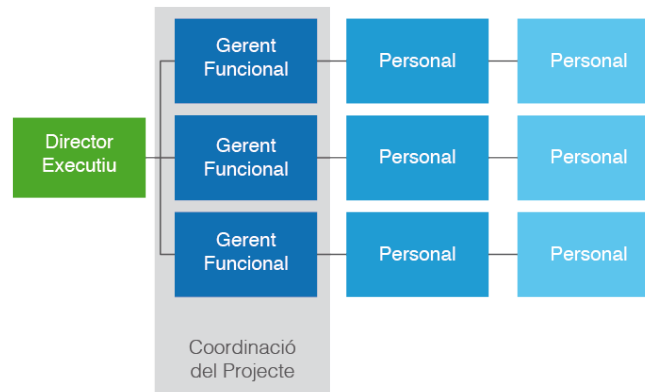 Director
Executiu
Gerent
Funcional
Personal
Personal
Gerent
Funcional
Personal
Personal
Gerent
Funcional
Personal
Personal
Coordinació
del Projecte